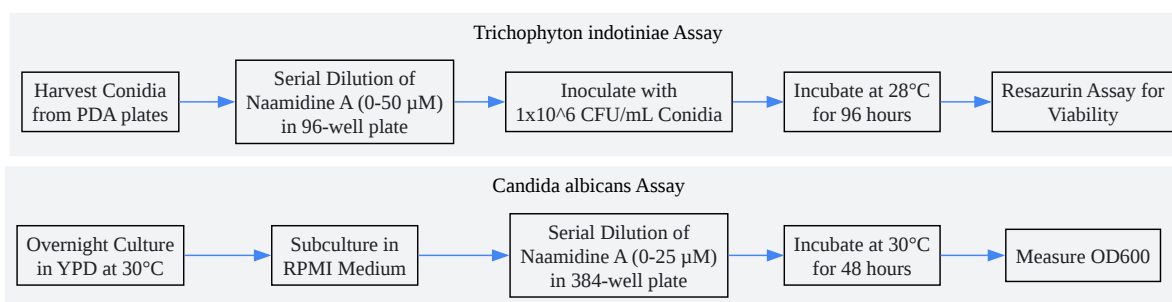 Trichophyton indotiniae Assay
Harvest Conidia
from PDA plates
Serial Dilution of
Naamidine A (0-50 µM)
in 96-well plate
Inoculate with
1x10^6 CFU/mL Conidia
Incubate at 28°C
for 96 hours
Resazurin Assay for
Viability
Candida albicans Assay
Overnight Culture
in YPD at 30°C
Subculture in
RPMI Medium
Serial Dilution of
Naamidine A (0-25 µM)
in 384-well plate
Incubate at 30°C
for 48 hours
Measure OD600